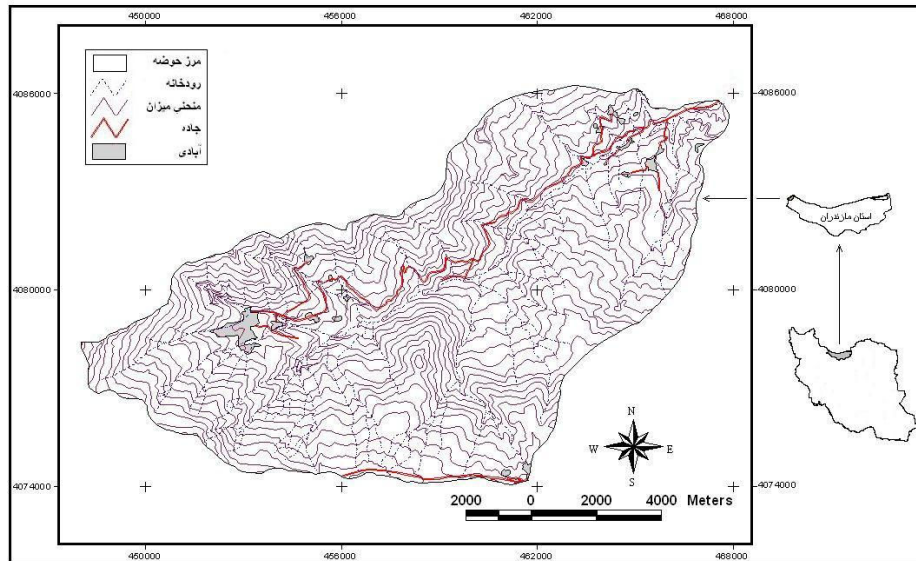 450000 456000 462000 468000
مرز حوضه
رودخانه
منحنی میزان
جاده
آبادی
4086000 4086000
استان مازندران
4080000 4080000
N
W E
S
4074000 4074000
2000 0 2000 4000 Meters
450000 456000 462000 468000